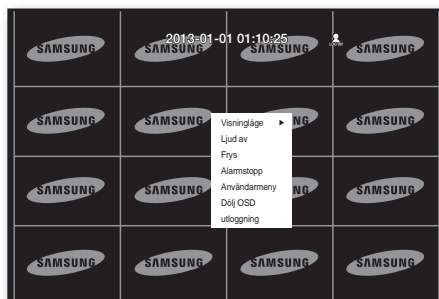 2013-01-01 01:10:25
SAMSUNG SAMSUNG SAMSUNG SAMSUNG
SAMSUNG SAMSUNG SAMSUNG SAMSUNG
Visningläge ▶
Ljud av
Frys
Alarmstopp
Användarmeny
Dölj OSD
utloggning
SAMSUNG SAMSUNG SAMSUNG SAMSUNG
SAMSUNG SAMSUNG SAMSUNG SAMSUNG